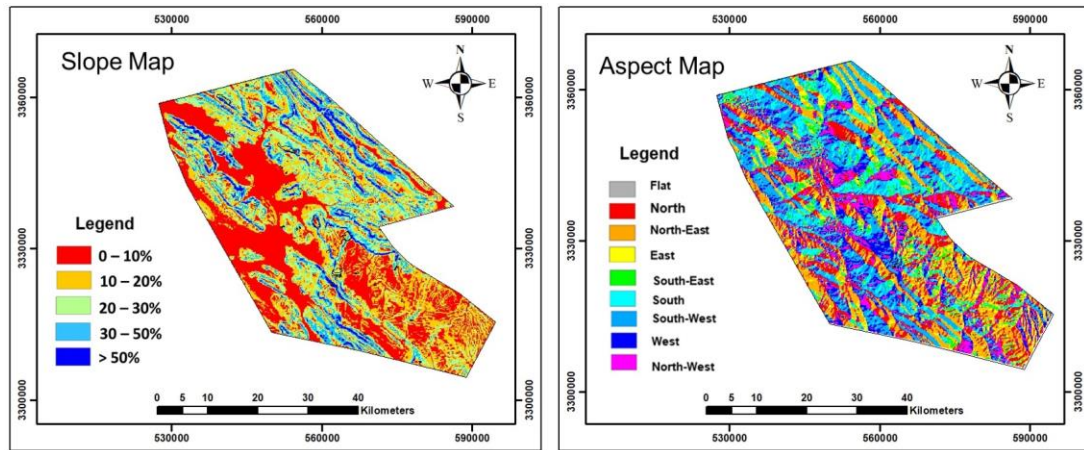 530000 560000 590000
Slope Map
N
W E
S
3360000
3330000
3300000
Legend
0 – 10%
10 – 20%
20 – 30%
30 – 50%
> 50%
0 5 10 20 30 40
Kilometers
530000 560000 590000
530000 560000 590000
Aspect Map
N
W E
S
3360000
3330000
3300000
Legend
Flat
North
North-East
East
South-East
South
South-West
West
North-West
0 5 10 20 30 40
Kilometers
530000 560000 590000
3360000
3330000
3300000